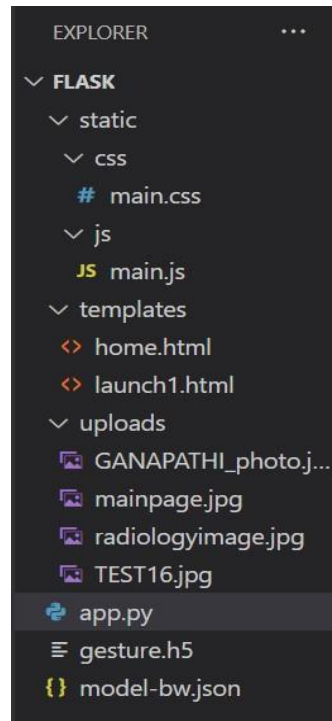 EXPLORER ...
FLASK
static
css
# main.css
js
JS main.js
templates
<> home.html
<> launch1.html
uploads
GANAPATHI_photo.j...
mainpage.jpg
radiologyimage.jpg
TEST16.jpg
app.py
gesture.h5
{} model-bw.json